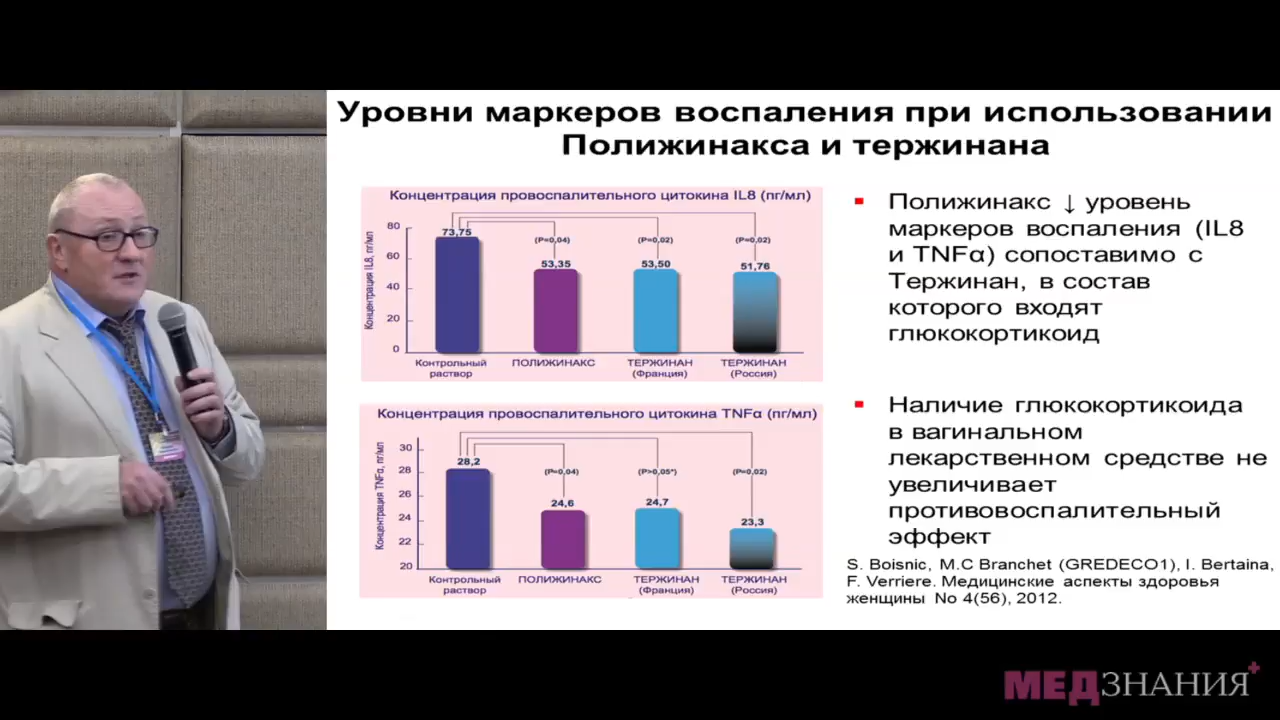 Уровни маркеров воспаления при использовании
Полижинакса и тержинана
Концентрация провоспалительного цитокина IL8 (пг/мл)
Концентрация IL8, пг/мл
80
60
40
20
0
73,75
(P=0,04)
(P=0,02)
(P=0,02)
53,35
53,50
51,76
Контрольный
раствор
ПОЛИЖИНАКС
ТЕРЖИНАН
(Франция)
ТЕРЖИНАН
(Россия)
Концентрация провоспалительного цитокина TNFα (пг/мл)
Концентрация TNFα, пг/мл
30
28
26
24
22
20
28,2
(P=0,04)
(P>0,05*)
(P=0,02)
24,6
24,7
23,3
Контрольный
раствор
ПОЛИЖИНАКС
ТЕРЖИНАН
(Франция)
ТЕРЖИНАН
(Россия)
Полижинакс ↓ уровень
маркеров воспаления (IL8
и TNFα) сопоставимо с
Тержинан, в состав
которого входят
глюкокортикоид
Наличие глюкокортикоида
в вагинальном
лекарственном средстве не
увеличивает
противовоспалительный
эффект
S. Boisnic, M.C Branchet (GREDECO1), I. Bertaina,
F. Verriere. Медицинские аспекты здоровья
женщины No 4(56), 2012.
МЕДЗНАНИЯ+